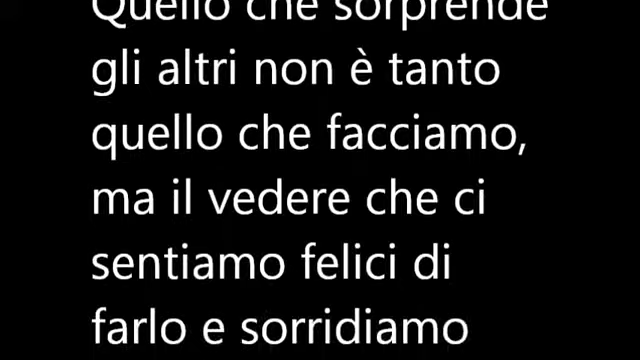 Quello che sorprende
gli altri non è tanto
quello che facciamo,
ma il vedere che ci
sentiamo felici di
farlo e sorridiamo